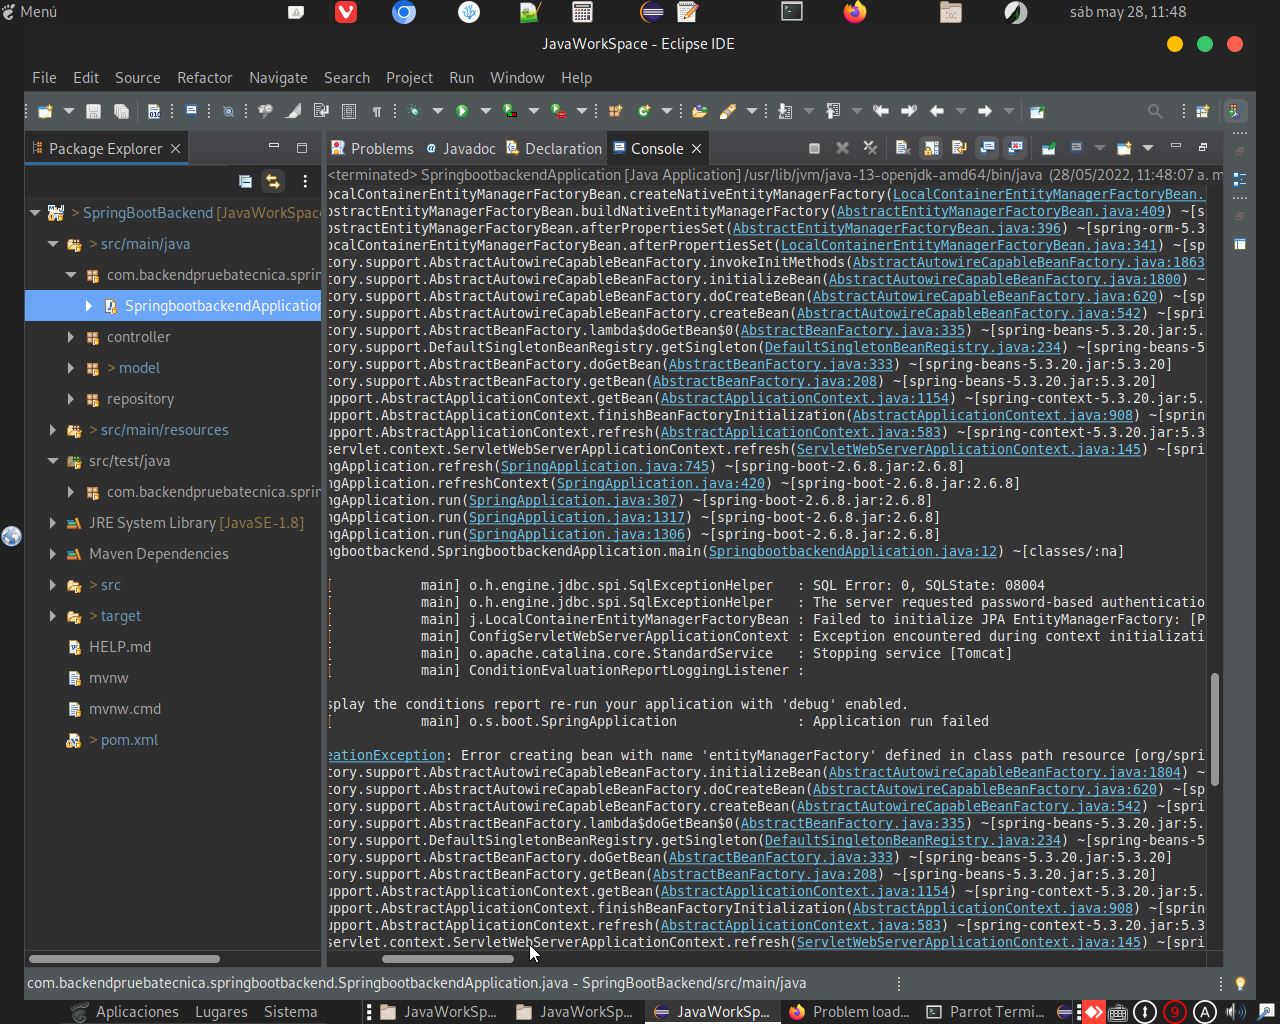 Menú
sáb may 28, 11:48
JavaWorkSpace - Eclipse IDE
File Edit Source Refactor Navigate Search Project Run Window Help
Package Explorer
Problems Javadoc Declaration Console
<terminated> SpringbootbackendApplication [Java Application] /usr/lib/jvm/java-13-openjdk-amd64/bin/java (28/05/2022, 11:48:07 a. m
> SpringBootBackend [JavaWorkSpac
> src/main/java
com.backendpruebatecnica.sprin
SpringbootbackendApplication
controller
> model
repository
> src/main/resources
src/test/java
com.backendpruebatecnica.sprin
JRE System Library [JavaSE-1.8]
Maven Dependencies
> src
> target
HELP.md
mvnw
mvnw.cmd
> pom.xml
ocalContainerEntityManagerFactoryBean.createNativeEntityManagerFactory(LocalContainerEntityManagerFactoryBean.
bstractEntityManagerFactoryBean.buildNativeEntityManagerFactory(AbstractEntityManagerFactoryBean.java:409) ~[s
bstractEntityManagerFactoryBean.afterPropertiesSet(AbstractEntityManagerFactoryBean.java:396) ~[spring-orm-5.3
ocalContainerEntityManagerFactoryBean.afterPropertiesSet(LocalContainerEntityManagerFactoryBean.java:341) ~[sp
tory.support.AbstractAutowireCapableBeanFactory.invokeInitMethods(AbstractAutowireCapableBeanFactory.java:1863
tory.support.AbstractAutowireCapableBeanFactory.initializeBean(AbstractAutowireCapableBeanFactory.java:1800) ~
tory.support.AbstractAutowireCapableBeanFactory.doCreateBean(AbstractAutowireCapableBeanFactory.java:620) ~[sp
tory.support.AbstractAutowireCapableBeanFactory.createBean(AbstractAutowireCapableBeanFactory.java:542) ~[spri
tory.support.AbstractBeanFactory.lambda$doGetBean$0(AbstractBeanFactory.java:335) ~[spring-beans-5.3.20.jar:5.
tory.support.DefaultSingletonBeanRegistry.getSingleton(DefaultSingletonBeanRegistry.java:234) ~[spring-beans-5
tory.support.AbstractBeanFactory.doGetBean(AbstractBeanFactory.java:333) ~[spring-beans-5.3.20.jar:5.3.20]
tory.support.AbstractBeanFactory.getBean(AbstractBeanFactory.java:208) ~[spring-beans-5.3.20.jar:5.3.20]
upport.AbstractApplicationContext.getBean(AbstractApplicationContext.java:1154) ~[spring-context-5.3.20.jar:5.
upport.AbstractApplicationContext.finishBeanFactoryInitialization(AbstractApplicationContext.java:908) ~[sprin
upport.AbstractApplicationContext.refresh(AbstractApplicationContext.java:583) ~[spring-context-5.3.20.jar:5.3
servlet.context.ServletWebServerApplicationContext.refresh(ServletWebServerApplicationContext.java:145) ~[spri
ngApplication.refresh(SpringApplication.java:745) ~[spring-boot-2.6.8.jar:2.6.8]
ngApplication.refreshContext(SpringApplication.java:420) ~[spring-boot-2.6.8.jar:2.6.8]
ngApplication.run(SpringApplication.java:307) ~[spring-boot-2.6.8.jar:2.6.8]
ngApplication.run(SpringApplication.java:1317) ~[spring-boot-2.6.8.jar:2.6.8]
ngApplication.run(SpringApplication.java:1306) ~[spring-boot-2.6.8.jar:2.6.8]
ngbootbackend.SpringbootbackendApplication.main(SpringbootbackendApplication.java:12) ~[classes/:na]
[ main] o.h.engine.jdbc.spi.SqlExceptionHelper : SQL Error: 0, SQLState: 08004
[ main] o.h.engine.jdbc.spi.SqlExceptionHelper : The server requested password-based authenticatio
[ main] j.LocalContainerEntityManagerFactoryBean : Failed to initialize JPA EntityManagerFactory: [P
[ main] ConfigServletWebServerApplicationContext : Exception encountered during context initializati
[ main] o.apache.catalina.core.StandardService : Stopping service [Tomcat]
[ main] ConditionEvaluationReportLoggingListener :
splay the conditions report re-run your application with 'debug' enabled.
[ main] o.s.boot.SpringApplication : Application run failed
eationException: Error creating bean with name 'entityManagerFactory' defined in class path resource [org/spri
tory.support.AbstractAutowireCapableBeanFactory.initializeBean(AbstractAutowireCapableBeanFactory.java:1804) ~
tory.support.AbstractAutowireCapableBeanFactory.doCreateBean(AbstractAutowireCapableBeanFactory.java:620) ~[sp
tory.support.AbstractAutowireCapableBeanFactory.createBean(AbstractAutowireCapableBeanFactory.java:542) ~[spri
tory.support.AbstractBeanFactory.lambda$doGetBean$0(AbstractBeanFactory.java:335) ~[spring-beans-5.3.20.jar:5.
tory.support.DefaultSingletonBeanRegistry.getSingleton(DefaultSingletonBeanRegistry.java:234) ~[spring-beans-5
tory.support.AbstractBeanFactory.doGetBean(AbstractBeanFactory.java:333) ~[spring-beans-5.3.20.jar:5.3.20]
tory.support.AbstractBeanFactory.getBean(AbstractBeanFactory.java:208) ~[spring-beans-5.3.20.jar:5.3.20]
upport.AbstractApplicationContext.getBean(AbstractApplicationContext.java:1154) ~[spring-context-5.3.20.jar:5.
upport.AbstractApplicationContext.finishBeanFactoryInitialization(AbstractApplicationContext.java:908) ~[sprin
upport.AbstractApplicationContext.refresh(AbstractApplicationContext.java:583) ~[spring-context-5.3.20.jar:5.3
servlet.context.ServletWebServerApplicationContext.refresh(ServletWebServerApplicationContext.java:145) ~[spri
com.backendpruebatecnica.springbootbackend.SpringbootbackendApplication.java - SpringBootBackend/src/main/java
Aplicaciones Lugares Sistema JavaWorkSp... JavaWorkSp... JavaWorkSp... Problem load... Parrot Termi... 9 A